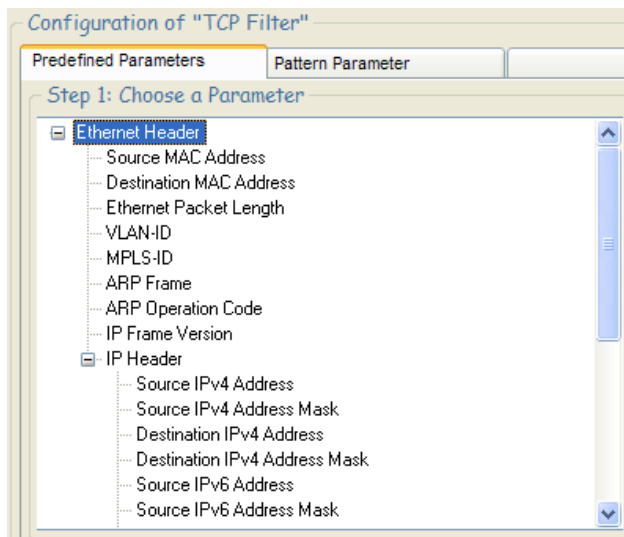 Configuration of "TCP Filter"
Predefined Parameters
Pattern Parameter
Step 1: Choose a Parameter
Ethernet Header
Source MAC Address
Destination MAC Address
Ethernet Packet Length
VLAN-ID
MPLS-ID
ARP Frame
ARP Operation Code
IP Frame Version
IP Header
Source IPv4 Address
Source IPv4 Address Mask
Destination IPv4 Address
Destination IPv4 Address Mask
Source IPv6 Address
Source IPv6 Address Mask